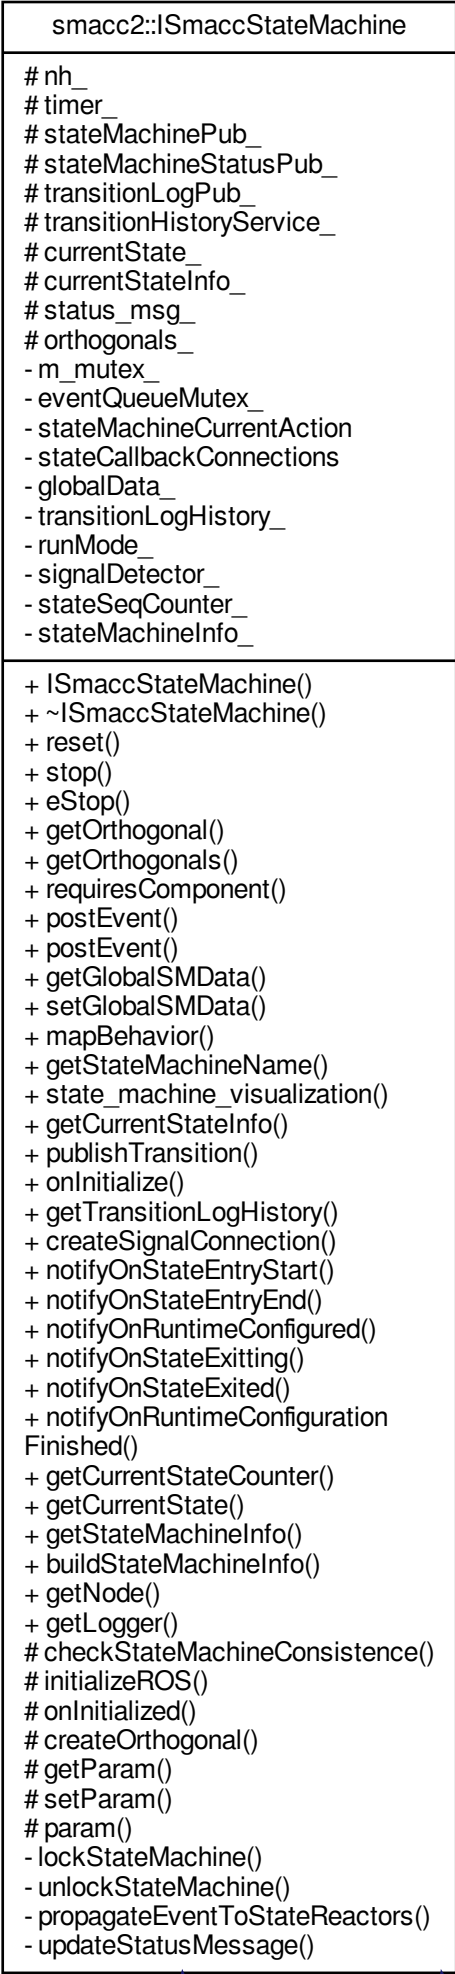 smacc2::ISmaccStateMachine
# nh_
# timer_
# stateMachinePub_
# stateMachineStatusPub_
# transitionLogPub_
# transitionHistoryService_
# currentState_
# currentStateInfo_
# status_msg_
# orthogonals_
- m_mutex_
- eventQueueMutex_
- stateMachineCurrentAction
- stateCallbackConnections
- globalData_
- transitionLogHistory_
- runMode_
- signalDetector_
- stateSeqCounter_
- stateMachineInfo_
+ ISmaccStateMachine()
+ ~ISmaccStateMachine()
+ reset()
+ stop()
+ eStop()
+ getOrthogonal()
+ getOrthogonals()
+ requiresComponent()
+ postEvent()
+ postEvent()
+ getGlobalSMData()
+ setGlobalSMData()
+ mapBehavior()
+ getStateMachineName()
+ state_machine_visualization()
+ getCurrentStateInfo()
+ publishTransition()
+ onInitialize()
+ getTransitionLogHistory()
+ createSignalConnection()
+ notifyOnStateEntryStart()
+ notifyOnStateEntryEnd()
+ notifyOnRuntimeConfigured()
+ notifyOnStateExitting()
+ notifyOnStateExited()
+ notifyOnRuntimeConfiguration
Finished()
+ getCurrentStateCounter()
+ getCurrentState()
+ getStateMachineInfo()
+ buildStateMachineInfo()
+ getNode()
+ getLogger()
# checkStateMachineConsistence()
# initializeROS()
# onInitialized()
# createOrthogonal()
# getParam()
# setParam()
# param()
- lockStateMachine()
- unlockStateMachine()
- propagateEventToStateReactors()
- updateStatusMessage()